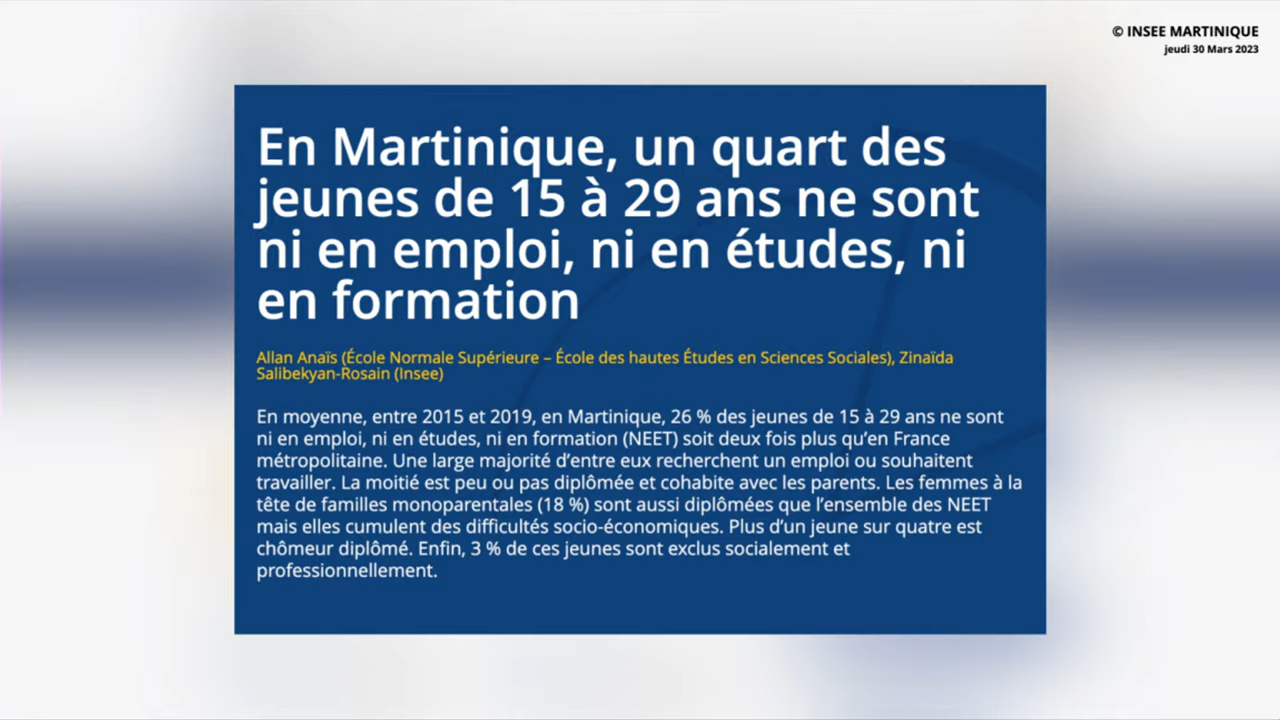 © INSEE MARTINIQUE
jeudi 30 Mars 2023
En Martinique, un quart des
jeunes de 15 à 29 ans ne sont
ni en emploi, ni en études, ni
en formation
Allan Anaïs (École Normale Supérieure – École des hautes Études en Sciences Sociales), Zinaïda
Salibekyan-Rosain (Insee)
En moyenne, entre 2015 et 2019, en Martinique, 26 % des jeunes de 15 à 29 ans ne sont
ni en emploi, ni en études, ni en formation (NEET) soit deux fois plus qu’en France
métropolitaine. Une large majorité d’entre eux recherchent un emploi ou souhaitent
travailler. La moitié est peu ou pas diplômée et cohabite avec les parents. Les femmes à la
tête de familles monoparentales (18 %) sont aussi diplômées que l’ensemble des NEET
mais elles cumulent des difficultés socio-économiques. Plus d’un jeune sur quatre est
chômeur diplômé. Enfin, 3 % de ces jeunes sont exclus socialement et
professionnellement.